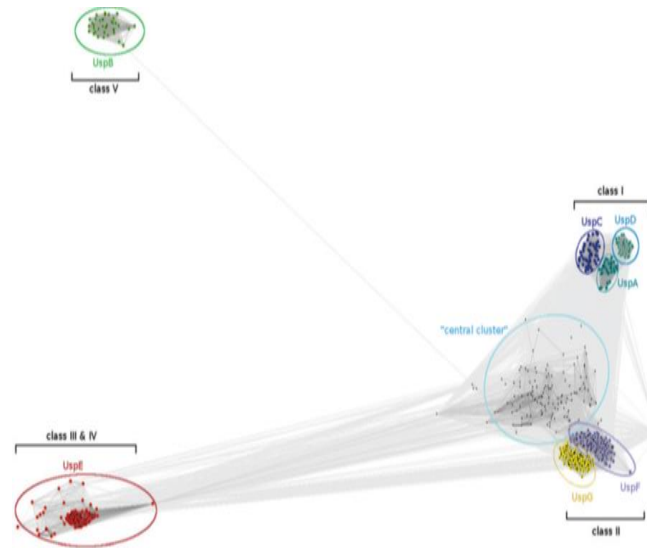 UspB
class V
class I
UspC
UspD
UspA
"central cluster"
class III & IV
UspE
UspG
UspF
class II